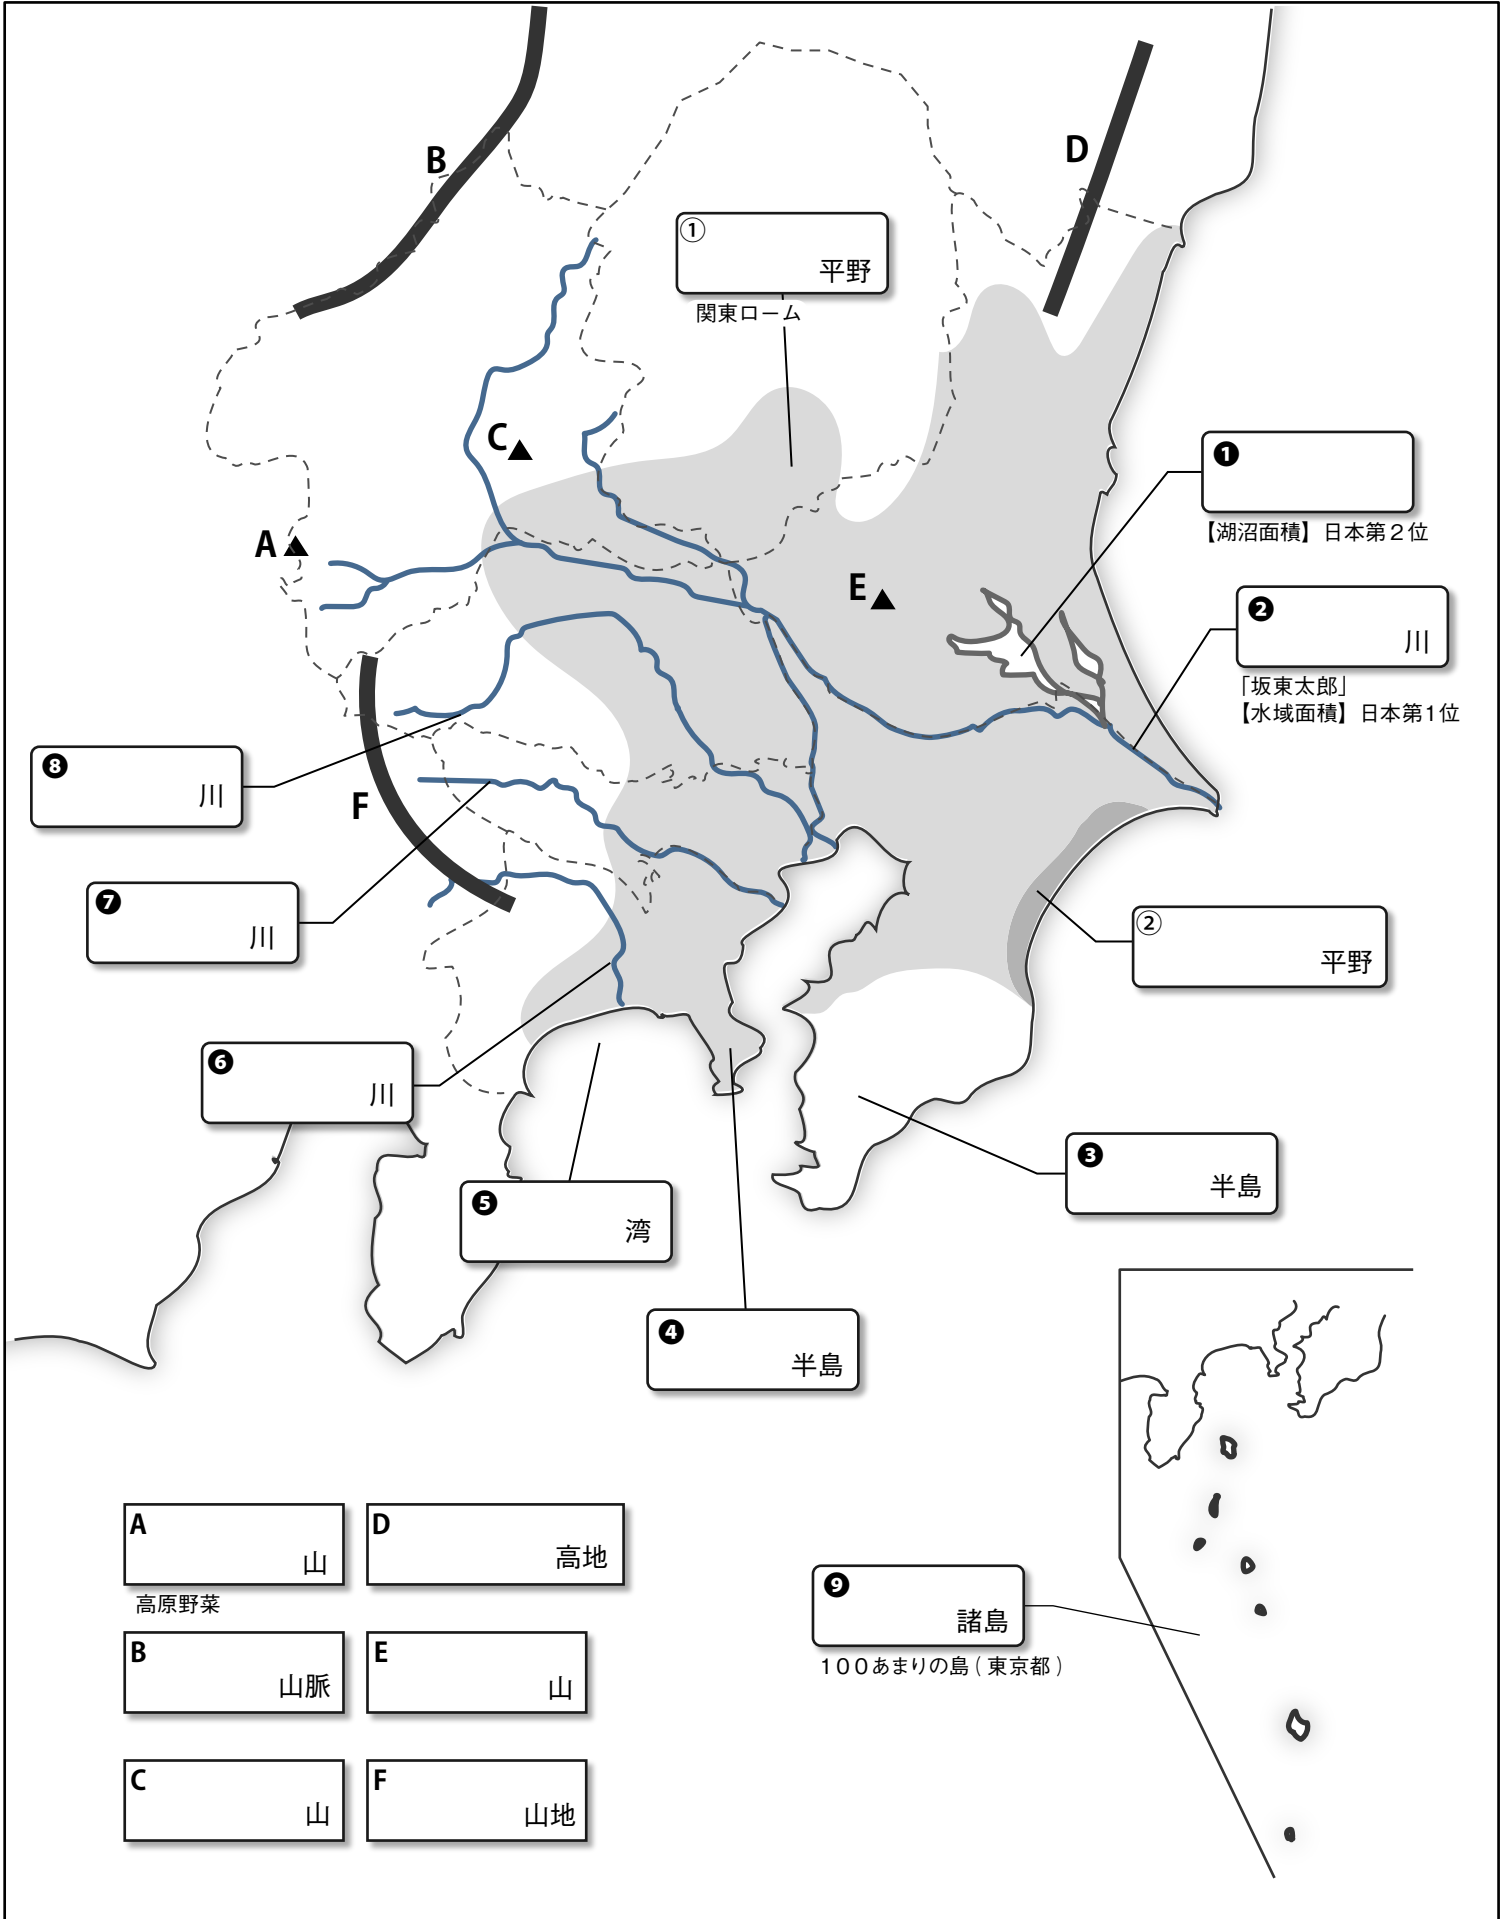 B
D
①
平野
関東ローム
C
❶
【湖沼面積】日本第２位
A
E
❷
川
「坂東太郎」
【水域面積】日本第１位
❽
川
F
❼
川
②
平野
❻
川
❸
半島
❺
湾
❹
半島
A
山
高原野菜
D
高地
❾
諸島
１００あまりの島(東京都)
B
山脈
E
山
C
山
F
山地